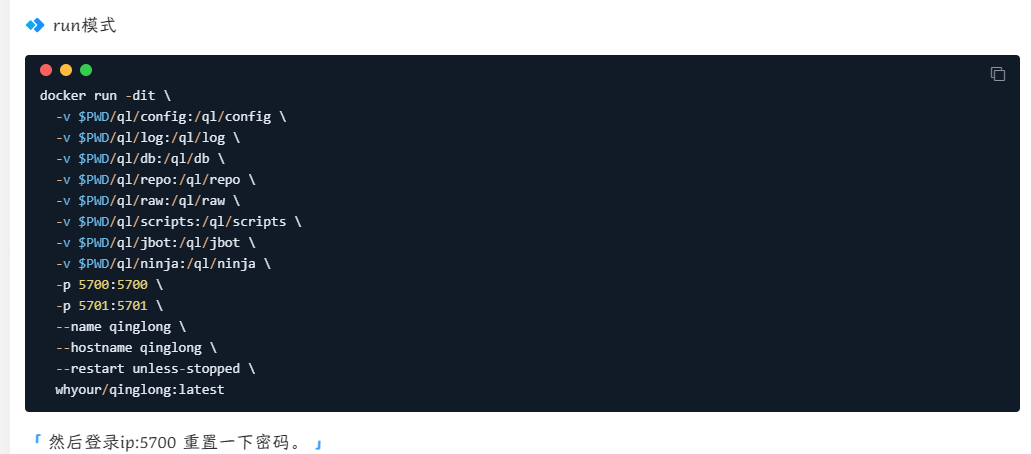 run模式
docker run -dit \
  -v $PWD/ql/config:/ql/config \
  -v $PWD/ql/log:/ql/log \
  -v $PWD/ql/db:/ql/db \
  -v $PWD/ql/repo:/ql/repo \
  -v $PWD/ql/raw:/ql/raw \
  -v $PWD/ql/scripts:/ql/scripts \
  -v $PWD/ql/jbot:/ql/jbot \
  -v $PWD/ql/ninja:/ql/ninja \
  -p 5700:5700 \
  -p 5701:5701 \
  --name qinglong \
  --hostname qinglong \
  --restart unless-stopped \
  whyour/qinglong:latest
「 然后登录ip:5700 重置一下密码。 」